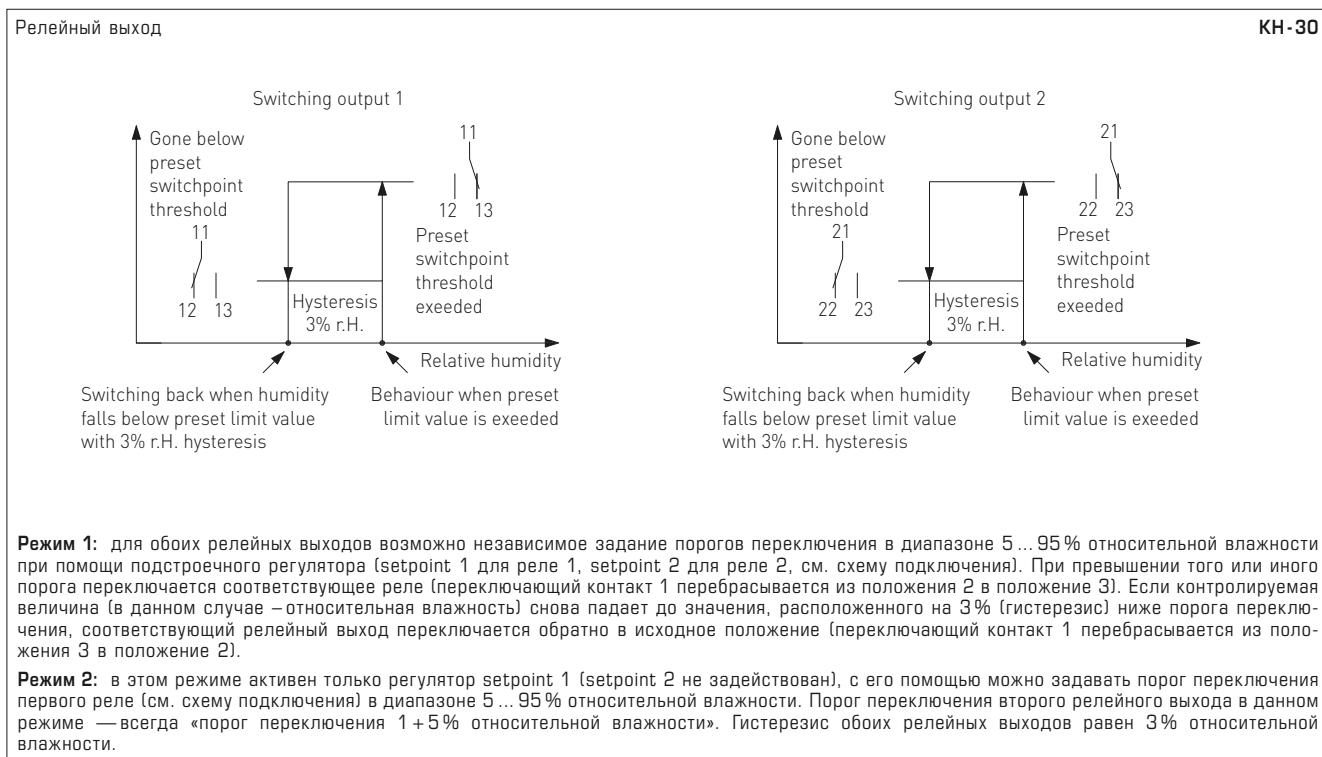 Релейный выход
KH-30
Switching output 1
Gone below
preset
switchpoint
threshold
11
12 13
11
12 13
Preset
switchpoint
threshold
exeeded
Hysteresis
3% r.H.
Relative humidity
Switching back when humidity
falls below preset limit value
with 3% r.H. hysteresis
Behaviour when preset
limit value is exeeded
Switching output 2
Gone below
preset
switchpoint
threshold
21
22 23
21
22 23
Preset
switchpoint
threshold
exeeded
Hysteresis
3% r.H.
Relative humidity
Switching back when humidity
falls below preset limit value
with 3% r.H. hysteresis
Behaviour when preset
limit value is exeeded
Режим 1: для обоих релейных выходов возможно независимое задание порогов переключения в диапазоне 5 ... 95 % относительной влажности
при помощи подстроечного регулятора (setpoint 1 для реле 1, setpoint 2 для реле 2, см. схему подключения). При превышении того или иного
порога переключается соответствующее реле (переключающий контакт 1 перебрасывается из положения 2 в положение 3). Если контролируемая
величина (в данном случае – относительная влажность) снова падает до значения, расположенного на 3 % (гистерезис) ниже порога переклю-
чения, соответствующий релейный выход переключается обратно в исходное положение (переключающий контакт 1 перебрасывается из поло-
жения 3 в положение 2).
Режим 2: в этом режиме активен только регулятор setpoint 1 (setpoint 2 не задействован), с его помощью можно задавать порог переключения
первого реле (см. схему подключения) в диапазоне 5 ... 95 % относительной влажности. Порог переключения второго релейного выхода в данном
режиме — всегда «порог переключения 1 + 5 % относительной влажности». Гистерезис обоих релейных выходов равен 3 % относительной
влажности.